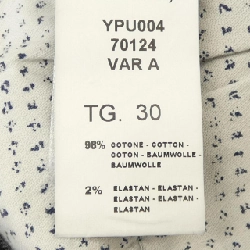 YPU004
70124
VAR A
TG. 30
98% COTONE - COTTON -
COTON - BAUMWOLLE -
BAUMWOLLE
2% ELASTAN - ELASTAN -
ELASTAN - ELASTAN -
ELASTAN